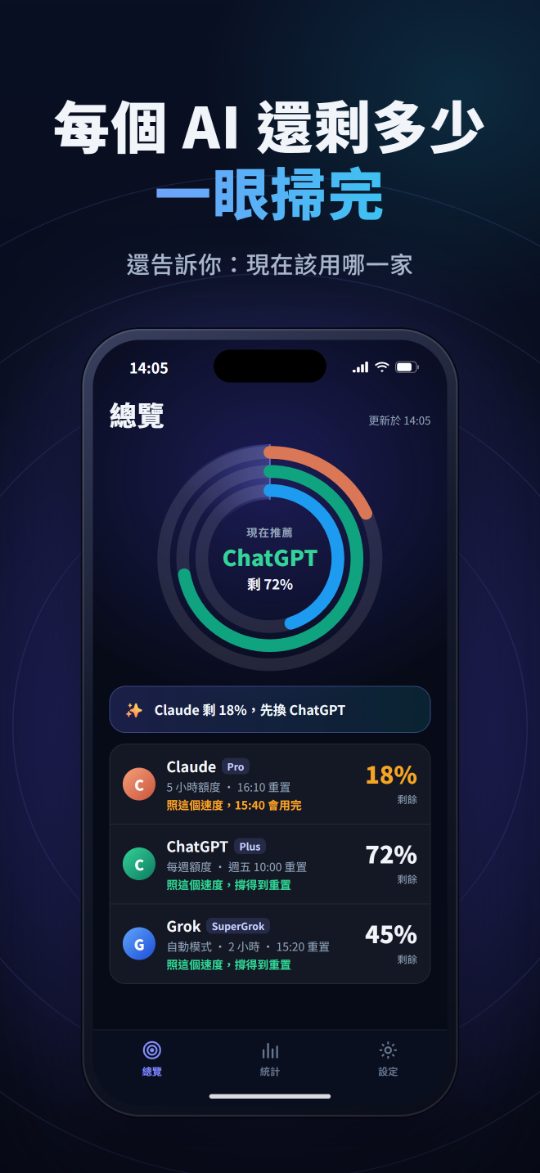 每個 AI 還剩多少
一眼掃完
還告訴你：現在該用哪一家
14:05
總覽
更新於 14:05
現在推薦
ChatGPT
剩 72%
Claude 剩 18%，先換 ChatGPT
C
Claude Pro
5 小時額度 · 16:10 重置
照這個速度，15:40 會用完
18%
剩餘
C
ChatGPT Plus
每週額度 · 週五 10:00 重置
照這個速度，撐得到重置
72%
剩餘
G
Grok SuperGrok
自動模式 · 2 小時 · 15:20 重置
照這個速度，撐得到重置
45%
剩餘
總覽
統計
設定